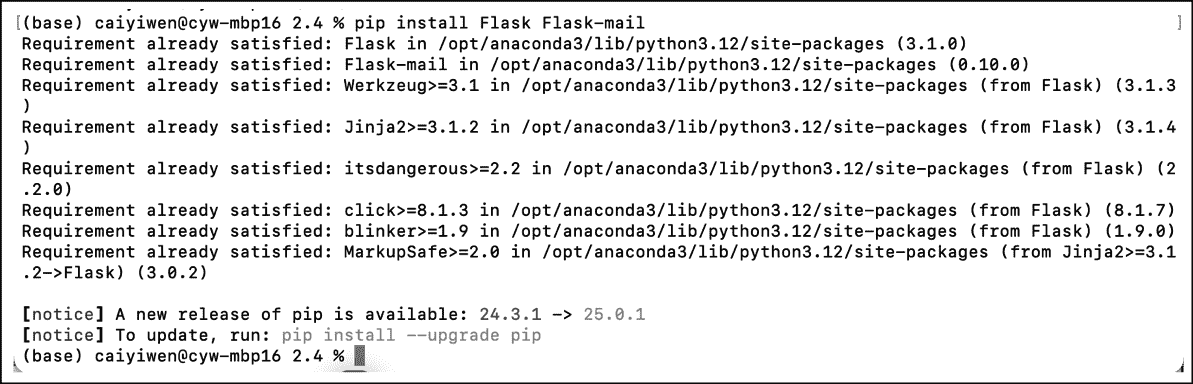 [(base) caiyiwen@cyw-mbp16 2.4 % pip install Flask Flask-mail ]
Requirement already satisfied: Flask in /opt/anaconda3/lib/python3.12/site-packages (3.1.0)
Requirement already satisfied: Flask-mail in /opt/anaconda3/lib/python3.12/site-packages (0.10.0)
Requirement already satisfied: Werkzeug>=3.1 in /opt/anaconda3/lib/python3.12/site-packages (from Flask) (3.1.3
)
Requirement already satisfied: Jinja2>=3.1.2 in /opt/anaconda3/lib/python3.12/site-packages (from Flask) (3.1.4
)
Requirement already satisfied: itsdangerous>=2.2 in /opt/anaconda3/lib/python3.12/site-packages (from Flask) (2
.2.0)
Requirement already satisfied: click>=8.1.3 in /opt/anaconda3/lib/python3.12/site-packages (from Flask) (8.1.7)
Requirement already satisfied: blinker>=1.9 in /opt/anaconda3/lib/python3.12/site-packages (from Flask) (1.9.0)
Requirement already satisfied: MarkupSafe>=2.0 in /opt/anaconda3/lib/python3.12/site-packages (from Jinja2>=3.1
.2->Flask) (3.0.2)

[notice] A new release of pip is available: 24.3.1 -> 25.0.1
[notice] To update, run: pip install --upgrade pip
(base) caiyiwen@cyw-mbp16 2.4 %